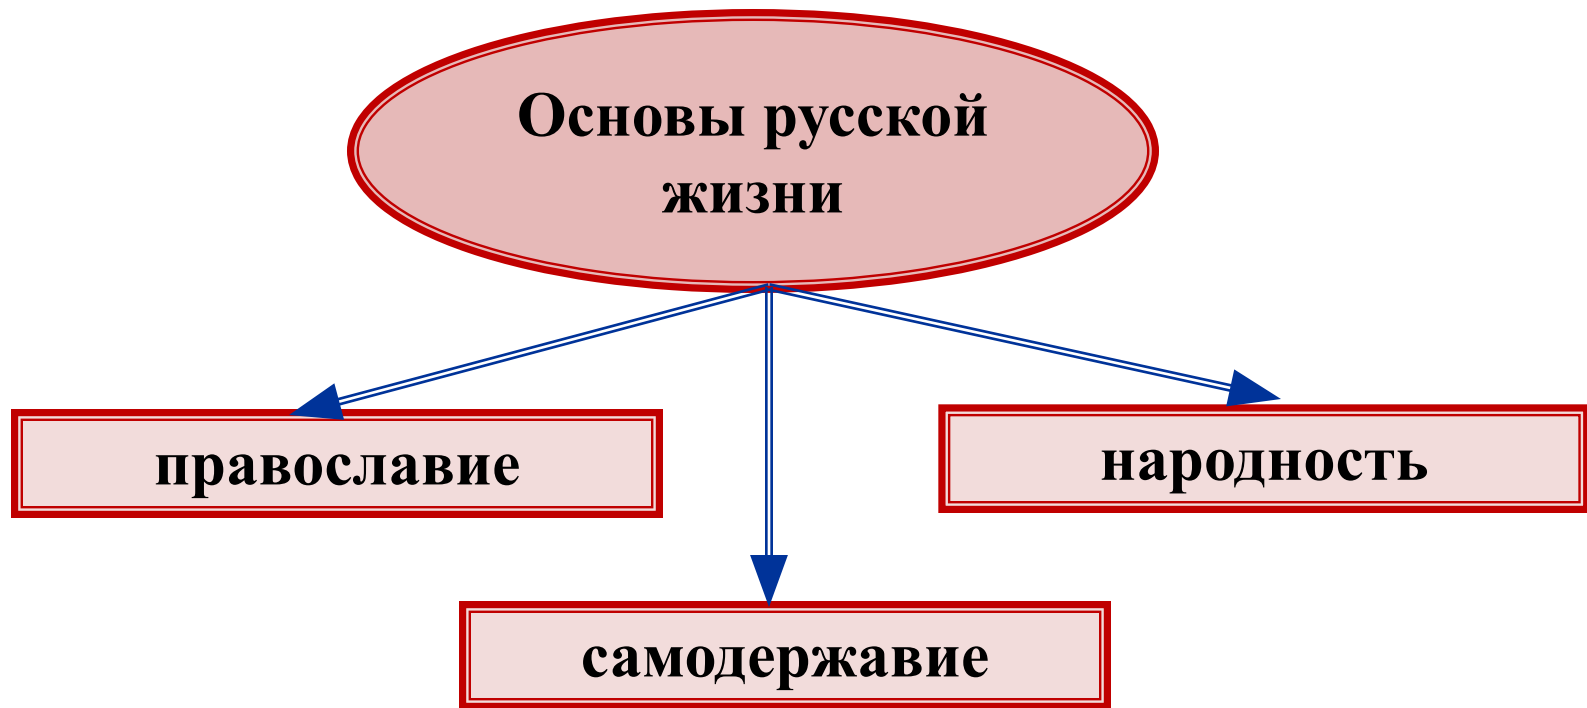 Основы русской
жизни
православие
народность
самодержавие